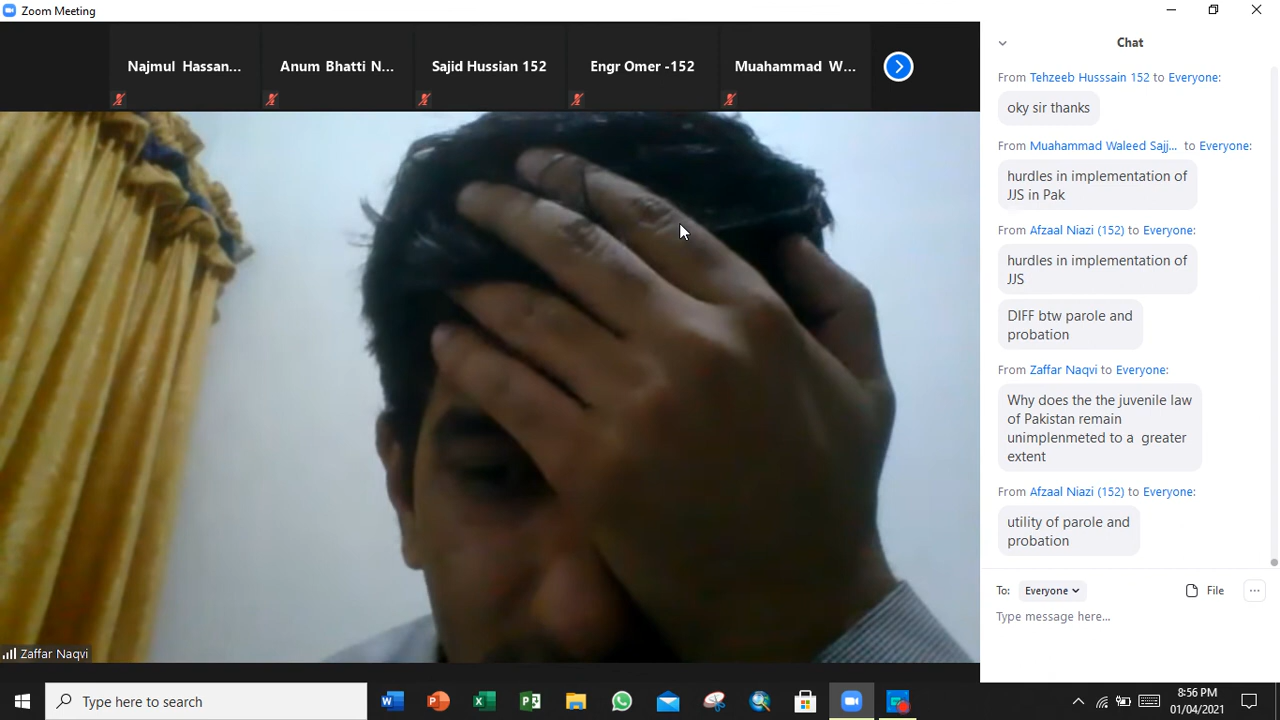 Zoom Meeting
Najmul Hassan...
Anum Bhatti N...
Sajid Hussian 152
Engr Omer -152
Muahammad W...
Zaffar Naqvi
Chat
From Tehzeeb Husssain 152 to Everyone:
oky sir thanks
From Muahammad Waleed Sajj... to Everyone:
hurdles in implementation of
JJS in Pak
From Afzaal Niazi (152) to Everyone:
hurdles in implementation of
JJS
DIFF btw parole and
probation
From Zaffar Naqvi to Everyone:
Why does the the juvenile law
of Pakistan remain
unimplenmeted to a greater
extent
From Afzaal Niazi (152) to Everyone:
utility of parole and
probation
To: Everyone
File
Type message here...
Type here to search
8:56 PM
01/04/2021